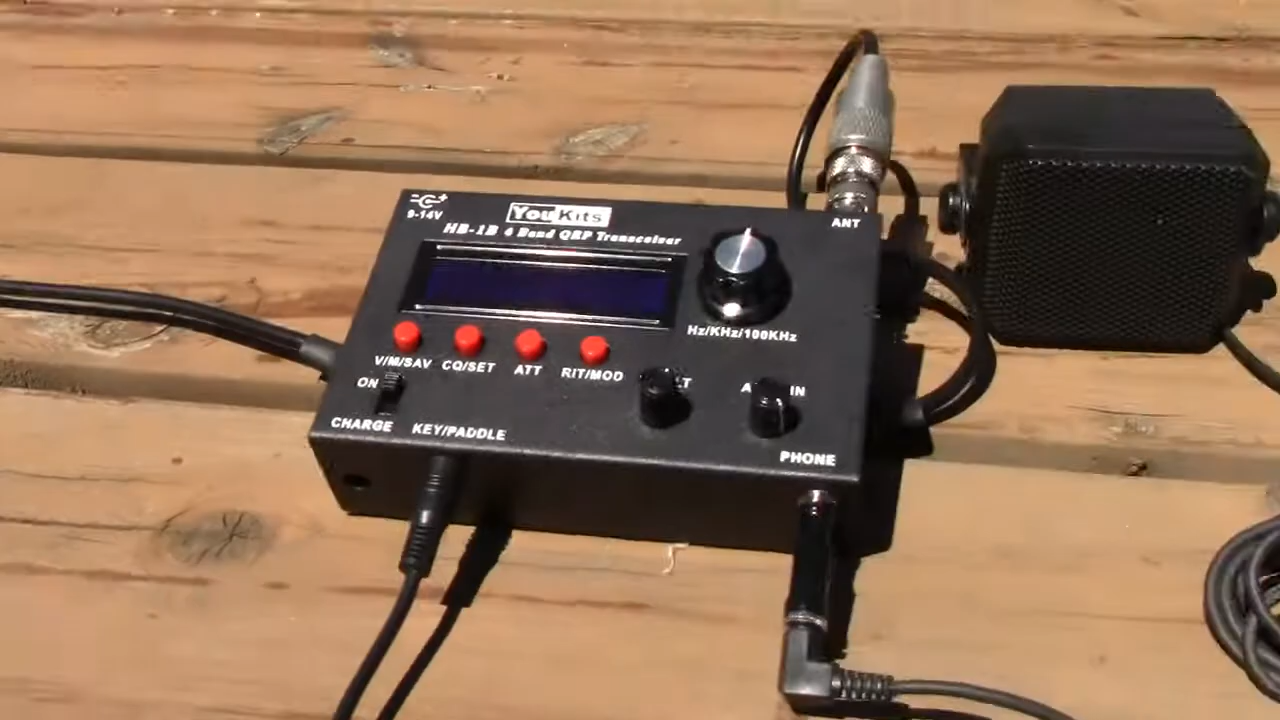 9-14V
YouKits
HB-1B 4 Band QRP Transceiver
ANT
Hz/KHz/100KHz
V/M/SAV CQ/SET ATT RIT/MOD
ON
CHARGE KEY/PADDLE
PHONE